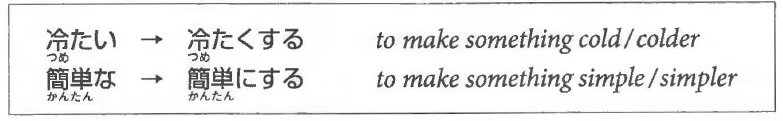 冷たい → 冷たくする to make something cold/colder
つめ つめ
簡単な → 簡単にする to make something simple/simpler
かんたん かんたん